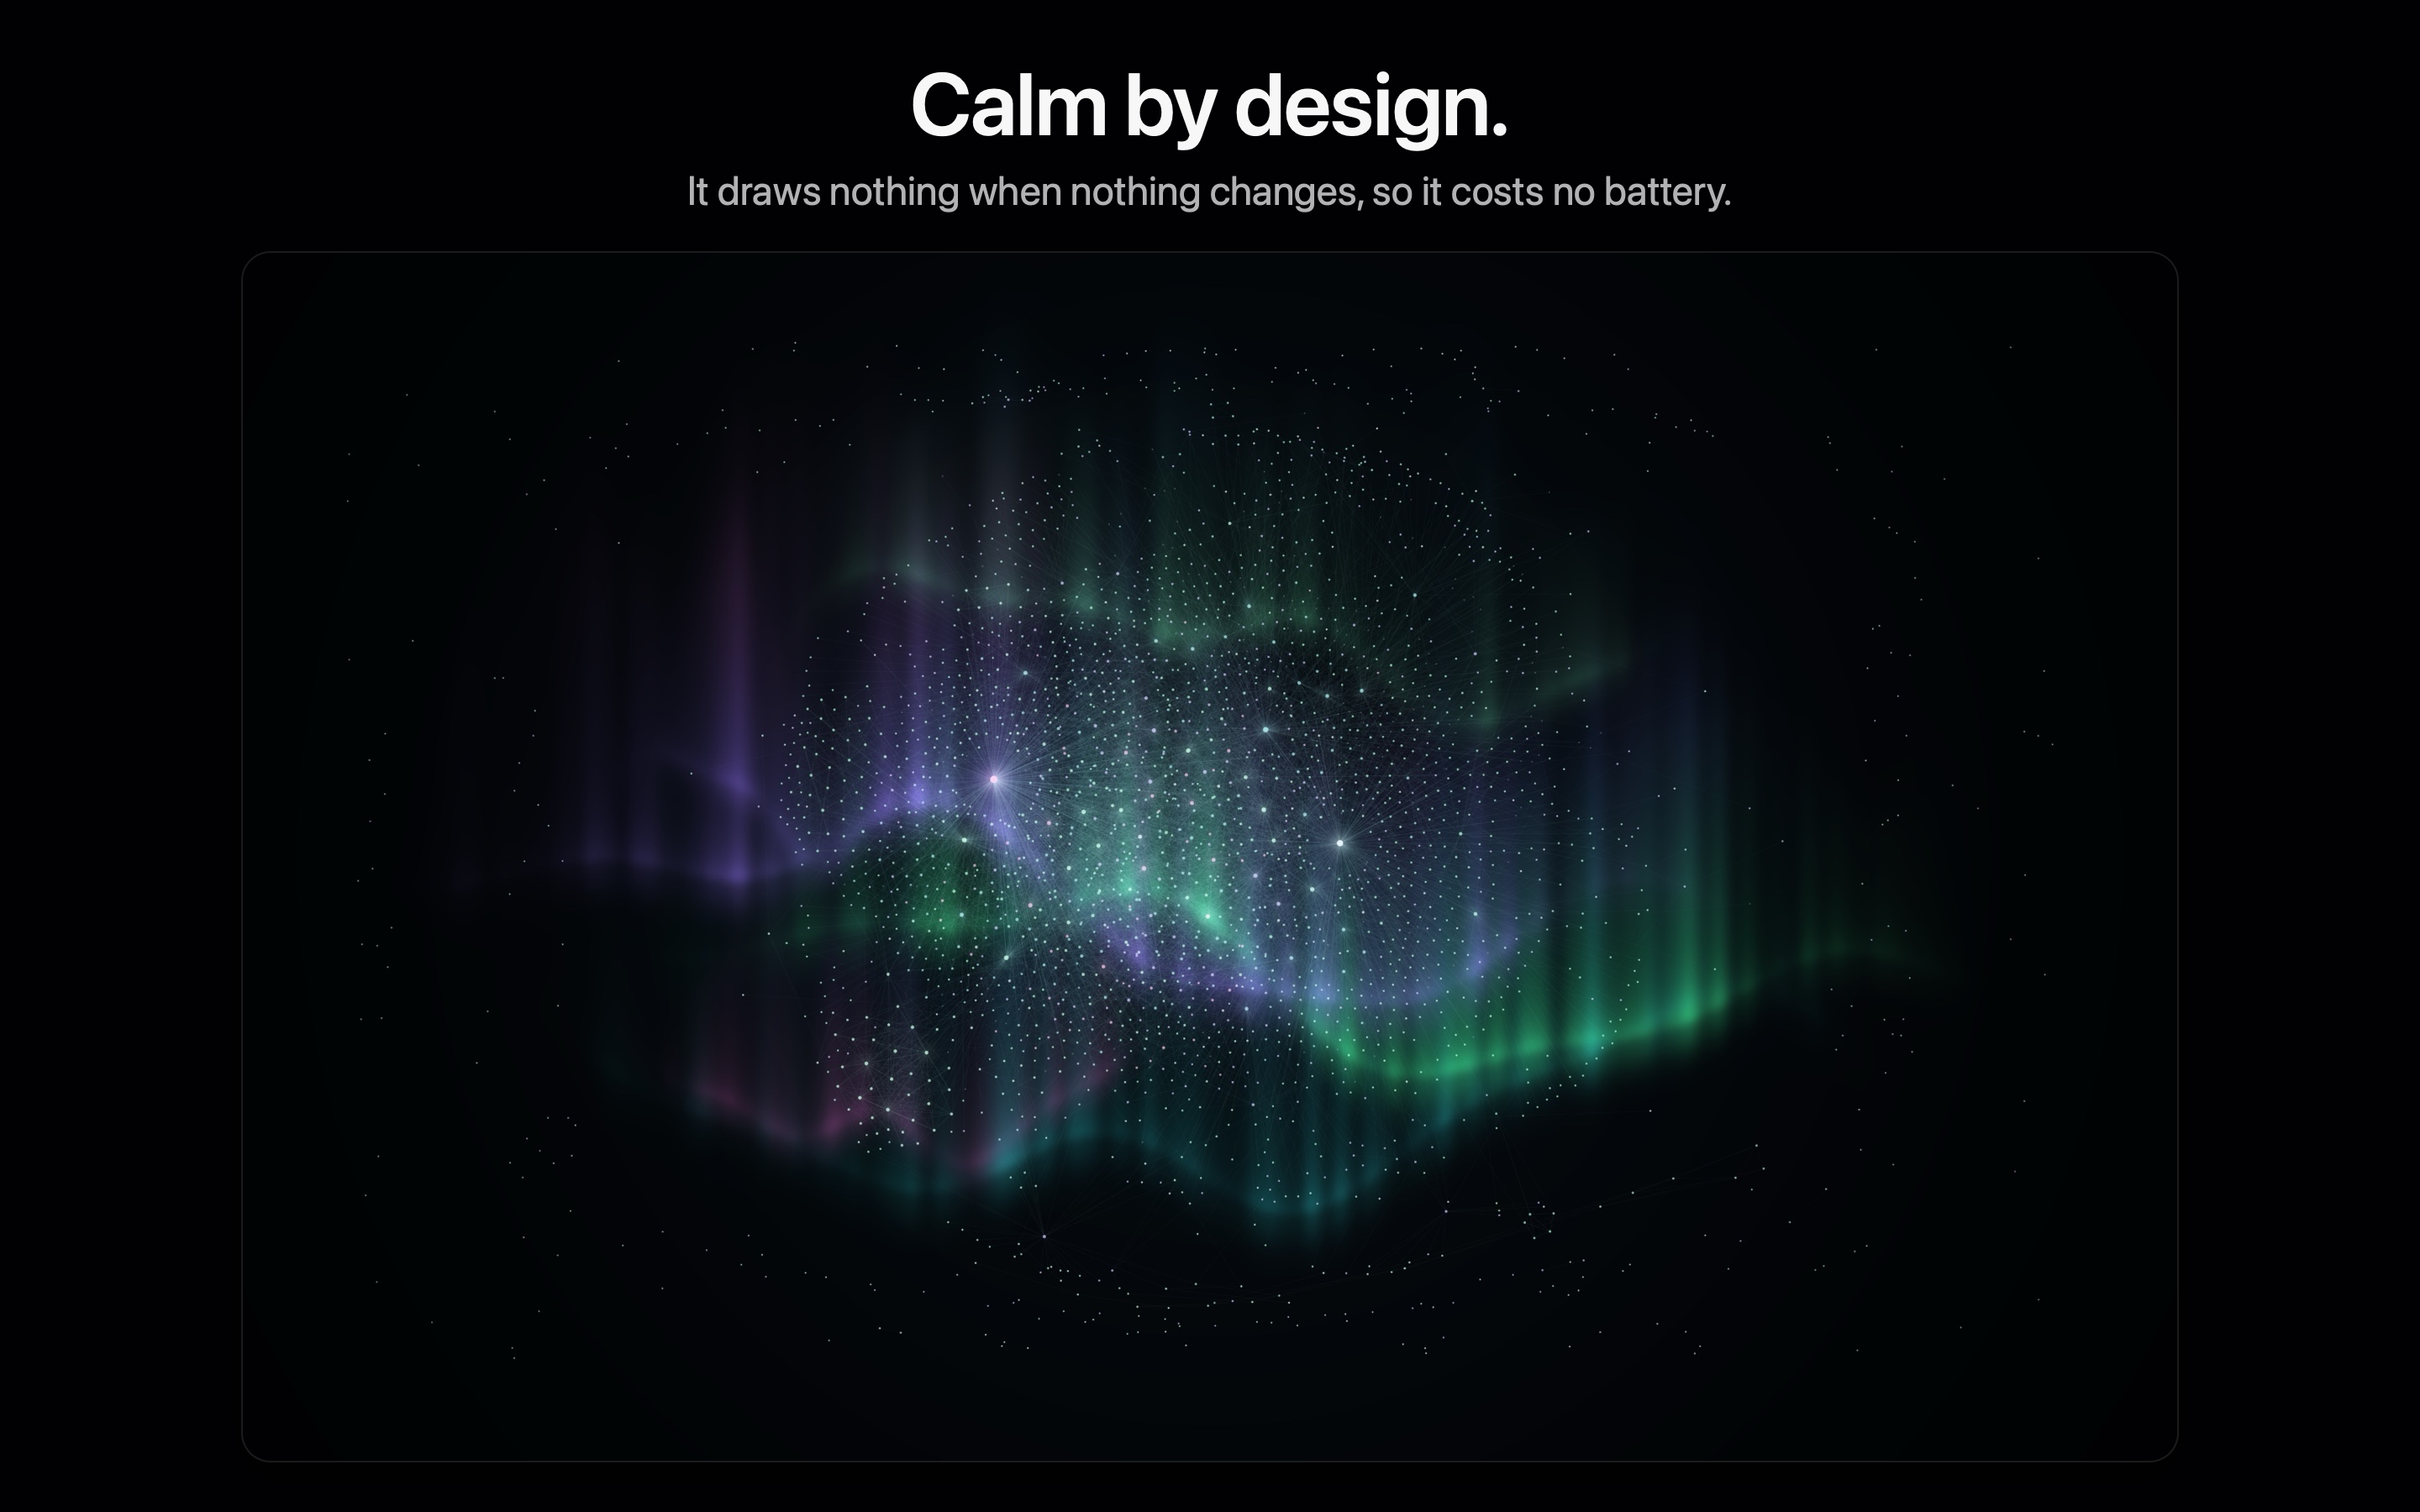 Calm by design.
It draws nothing when nothing changes, so it costs no battery.